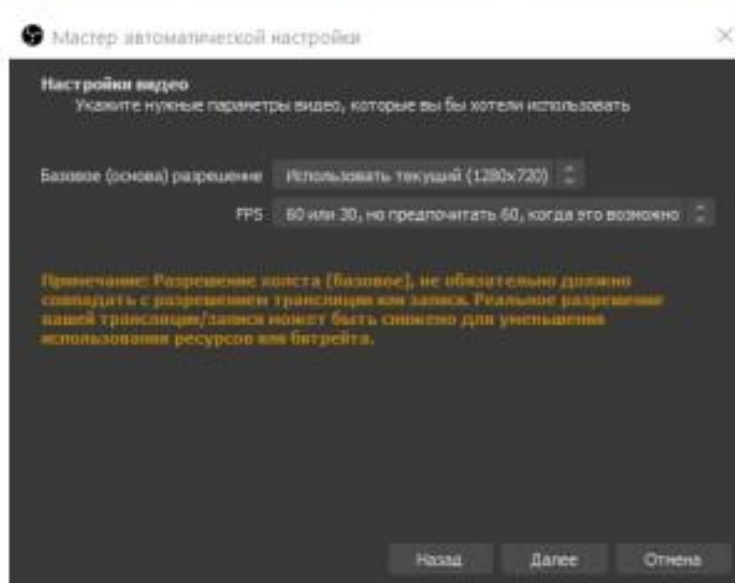 Мастер автоматической настройки
Настройки видео
Укажите нужные параметры видео, которые вы бы хотели использовать
Базовое (основа) разрешение Использовать текущий (1280x720)
FPS 60 или 30, но предпочитать 60, когда это возможно
Примечание: Разрешение холста (базовое), не обязательно должно
совпадать с разрешением трансляции или записи. Реальное разрешение
вашей трансляции/записи может быть снижено для уменьшения
использования ресурсов или битрейта.
Назад Далее Отмена